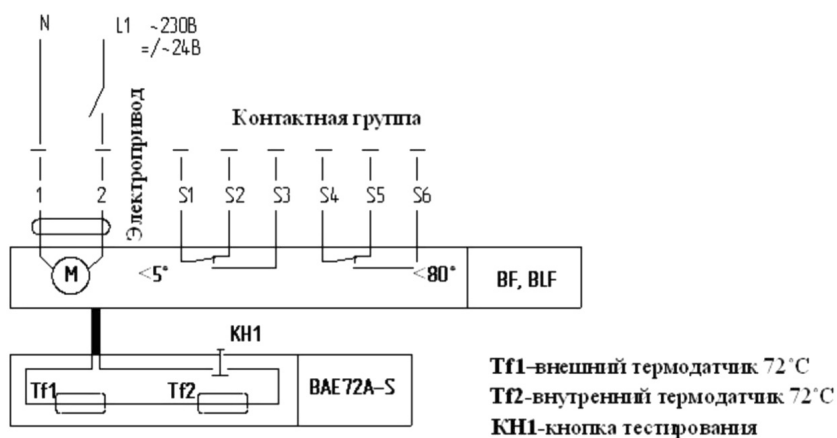 N L1 ~230В
=/~24В
Электропривод
Контактная группа
1 2 S1 S2 S3 S4 S5 S6
M <5° <80° BF, BLF
КН1
Tf1 Tf2 BAE72A-S
Tf1-внешний термодатчик 72°С
Tf2-внутренний термодатчик 72°С
КН1-кнопка тестирования